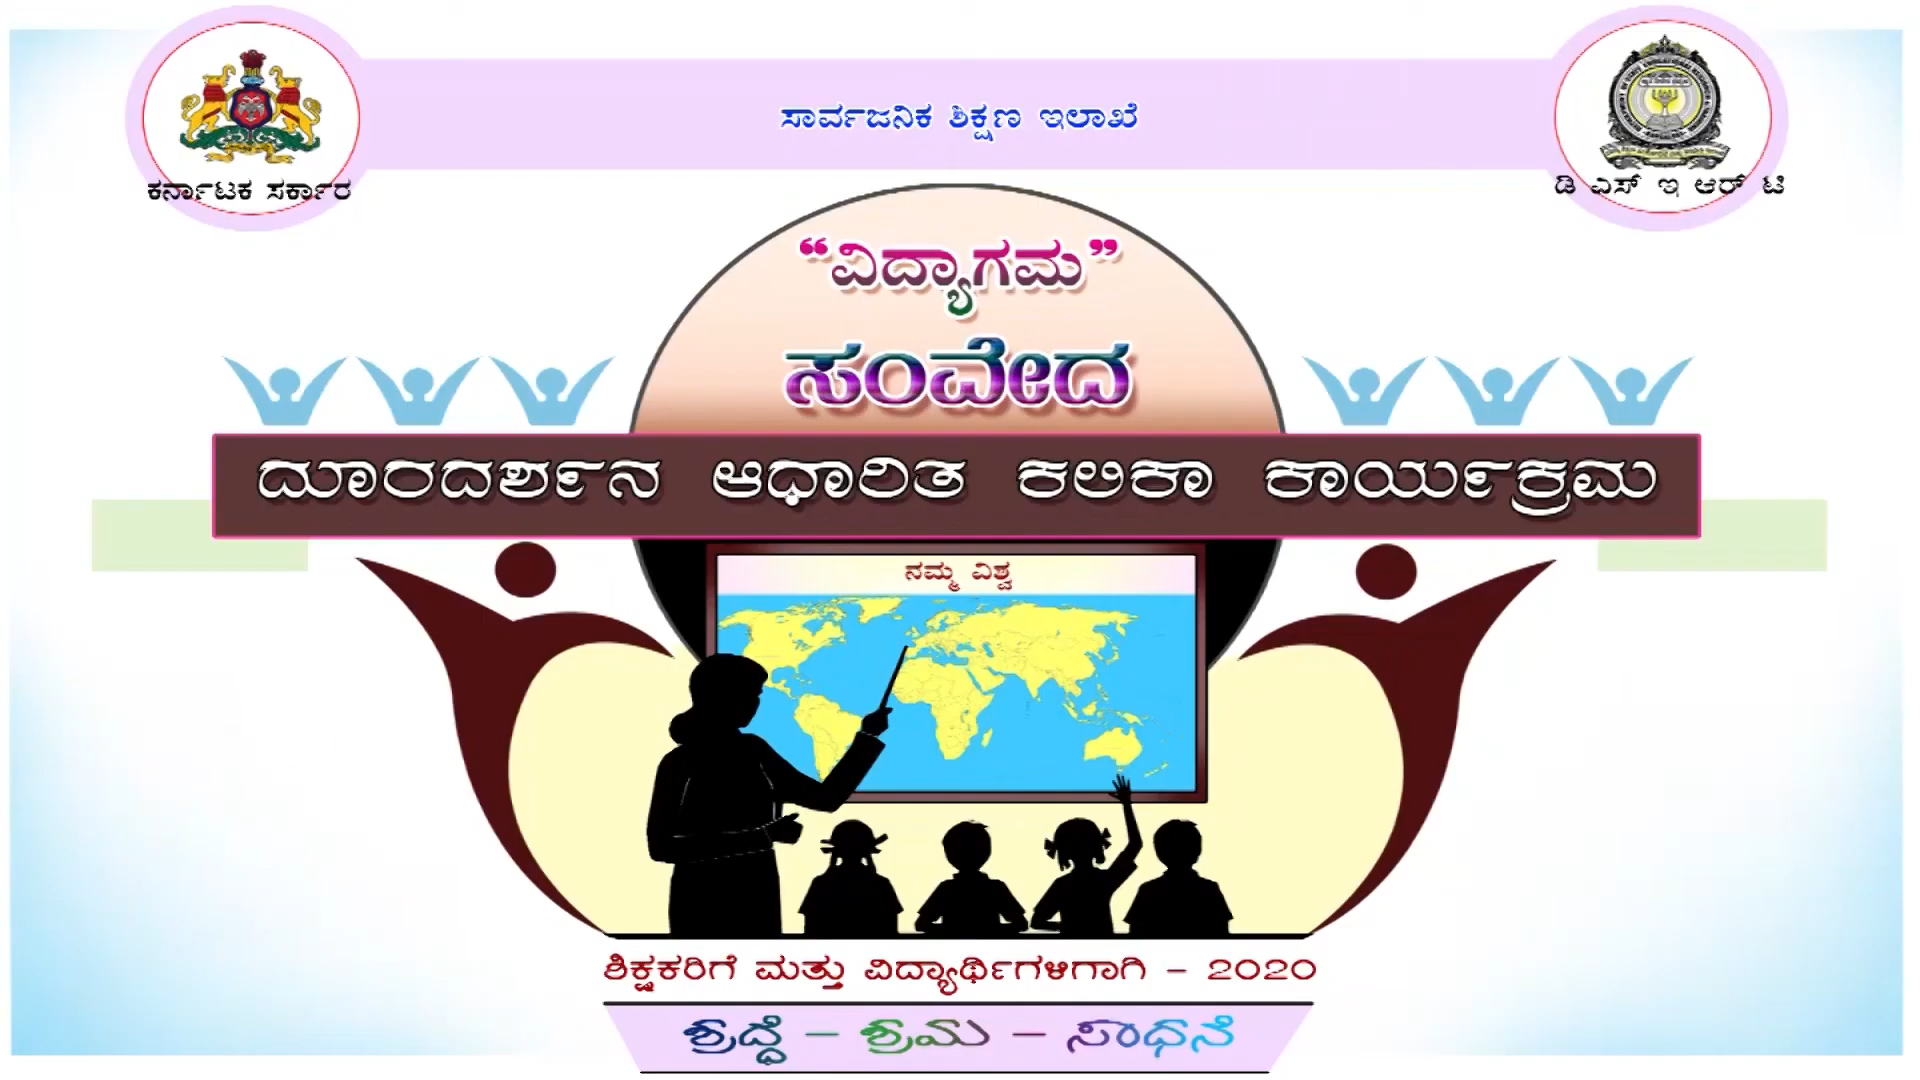 ಸಾರ್ವಜನಿಕ ಶಿಕ್ಷಣ ಇಲಾಖೆ
ಕರ್ನಾಟಕ ಸರ್ಕಾರ
ಡಿ ಎಸ್ ಇ ಆರ್ ಟಿ
“ವಿದ್ಯಾಗಮ”
ಸಂವೇದ
ದೂರದರ್ಶನ ಆಧಾರಿತ ಕಲಿಕಾ ಕಾರ್ಯಕ್ರಮ
ನಮ್ಮ ವಿಶ್ವ
ಶಿಕ್ಷಕರಿಗೆ ಮತ್ತು ವಿದ್ಯಾರ್ಥಿಗಳಿಗಾಗಿ - 2020
ಶ್ರದ್ಧೆ - ಶ್ರಮ - ಸಾಧನೆ